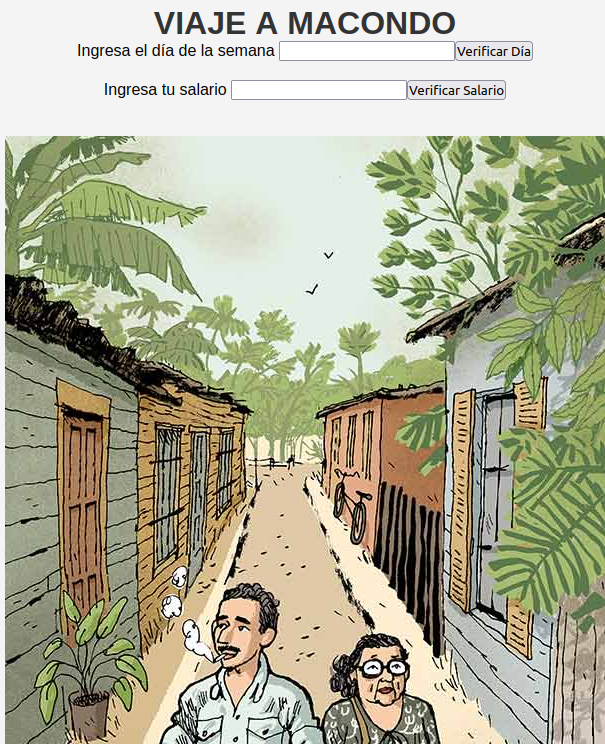 VIAJE A MACONDO
Ingresa el día de la semana Verificar Día
Ingresa tu salario Verificar Salario